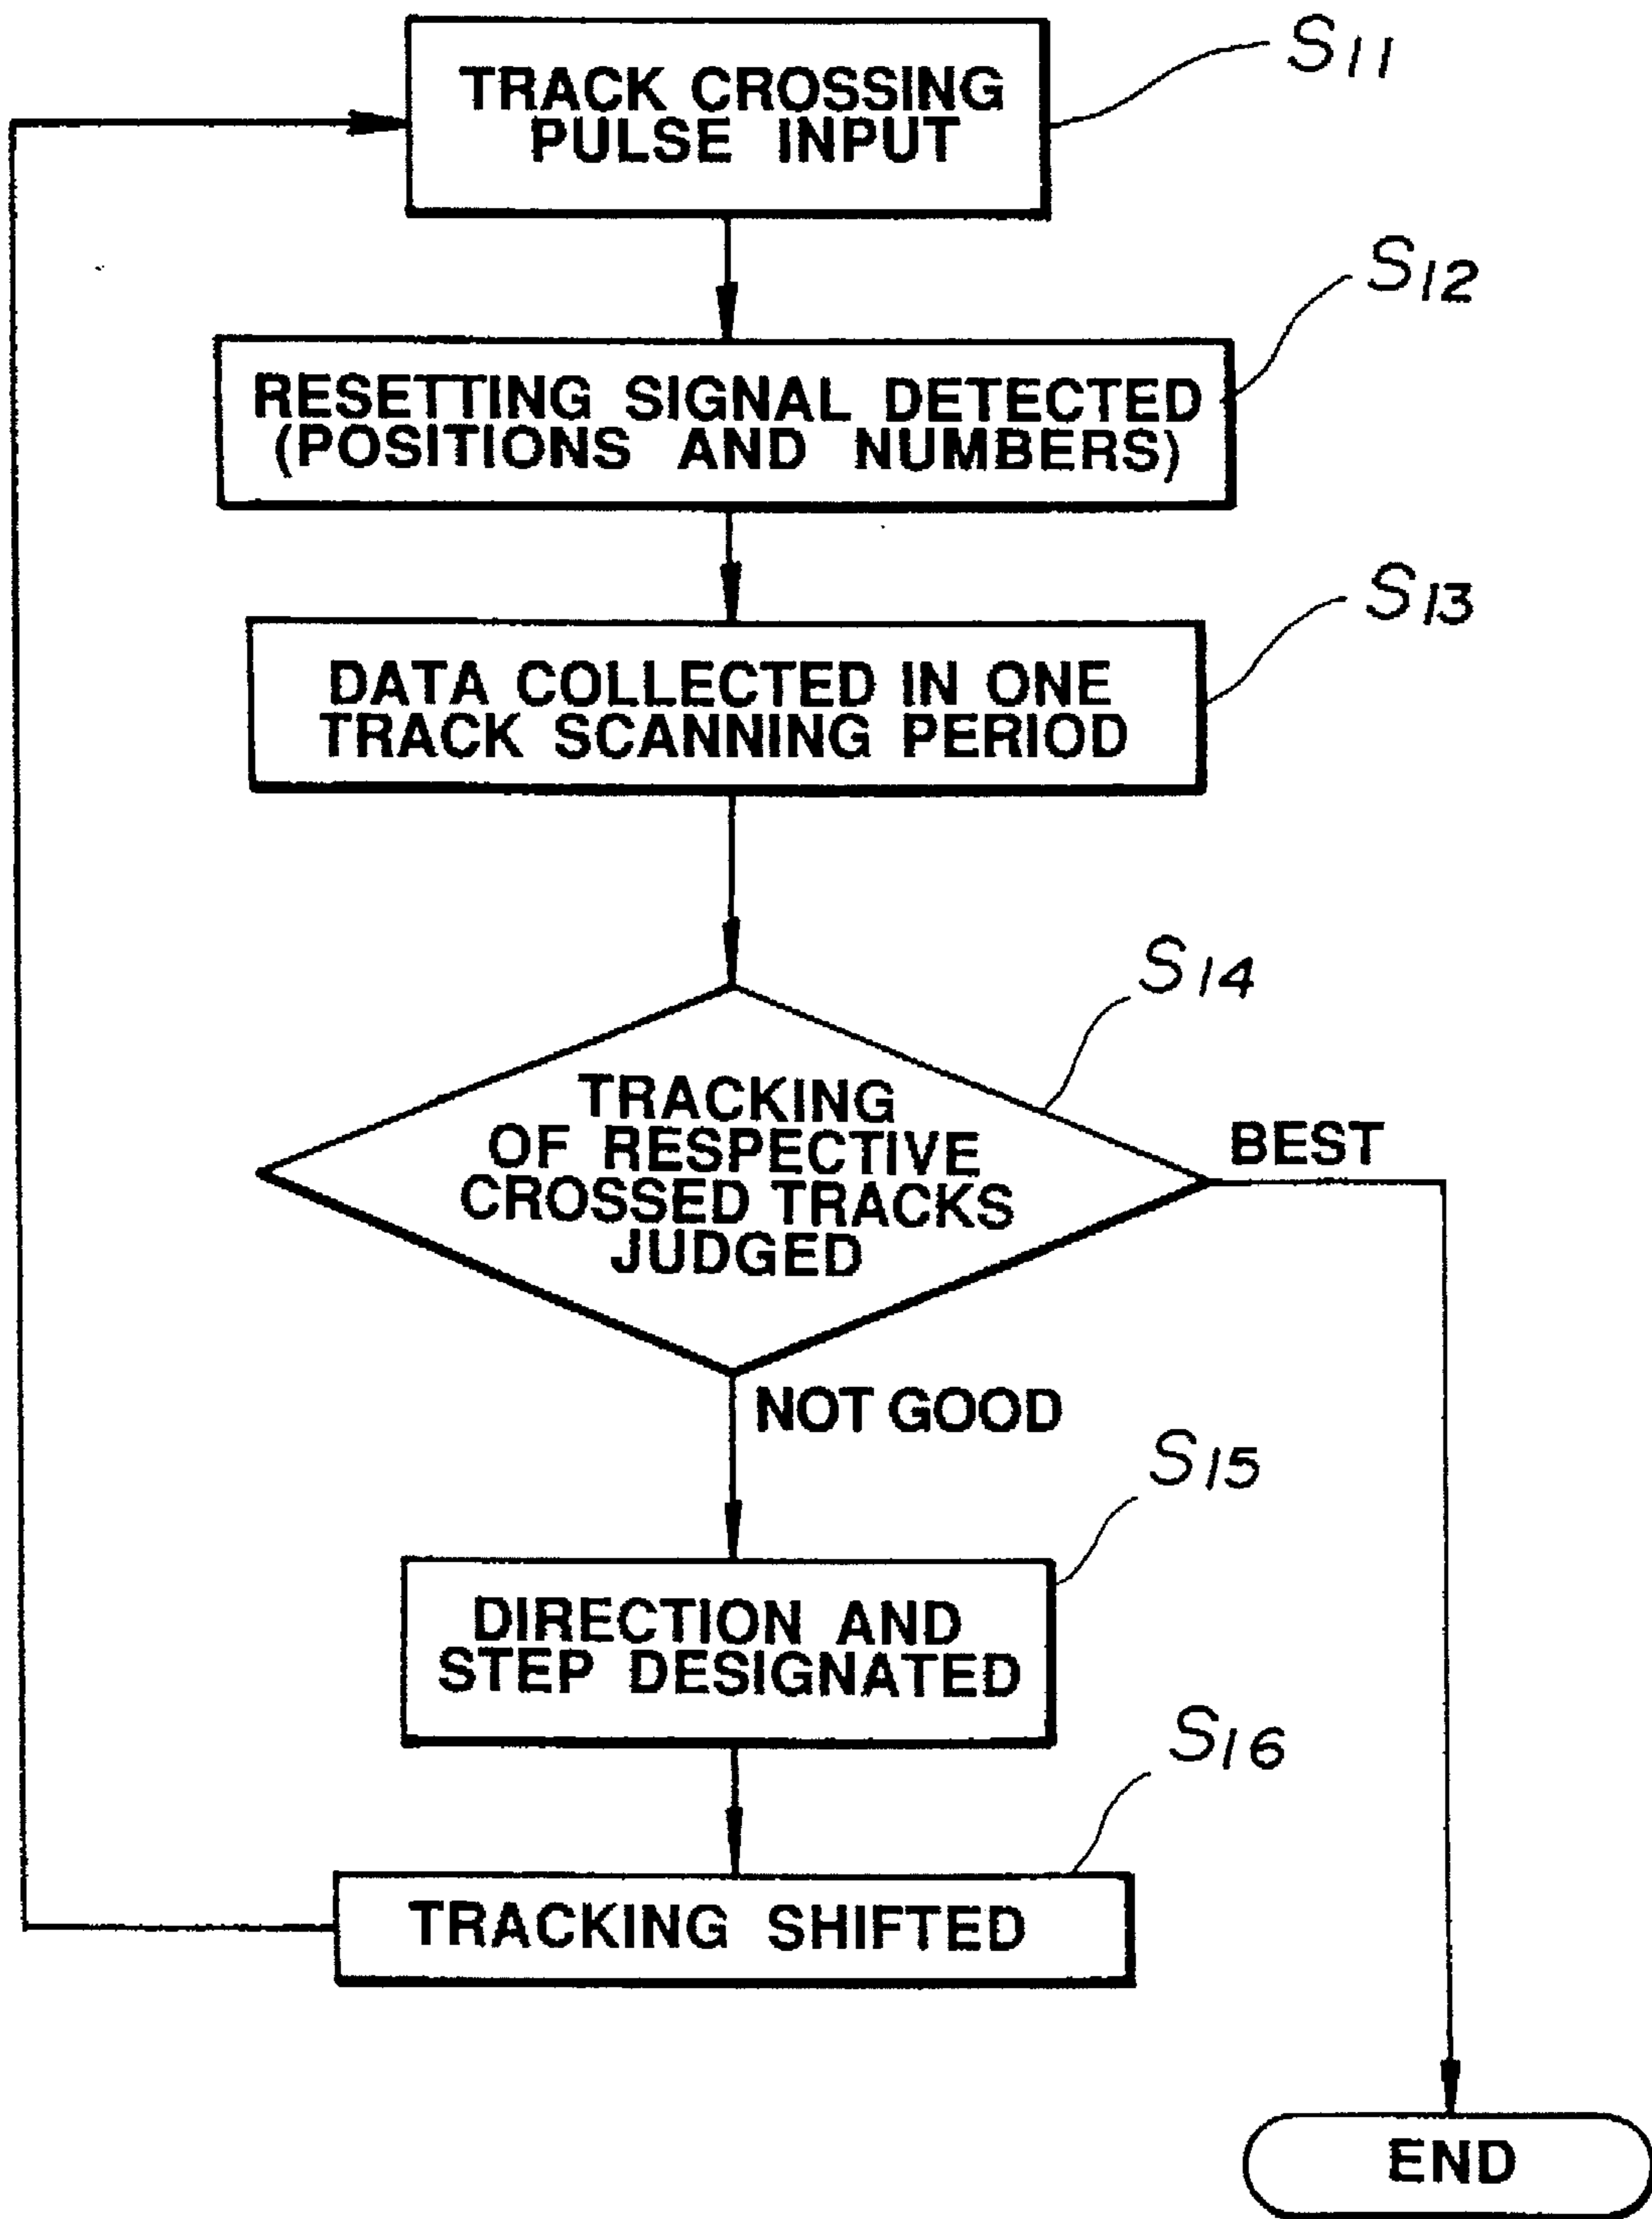 TRACK CROSSING
PULSE INPUT
S11
RESETTING SIGNAL DETECTED
(POSITIONS AND NUMBERS)
S12
DATA COLLECTED IN ONE
TRACK SCANNING PERIOD
S13
TRACKING
OF RESPECTIVE
CROSSED TRACKS
JUDGED
S14
BEST
NOT GOOD
DIRECTION AND
STEP DESIGNATED
S15
TRACKING SHIFTED
S16
END